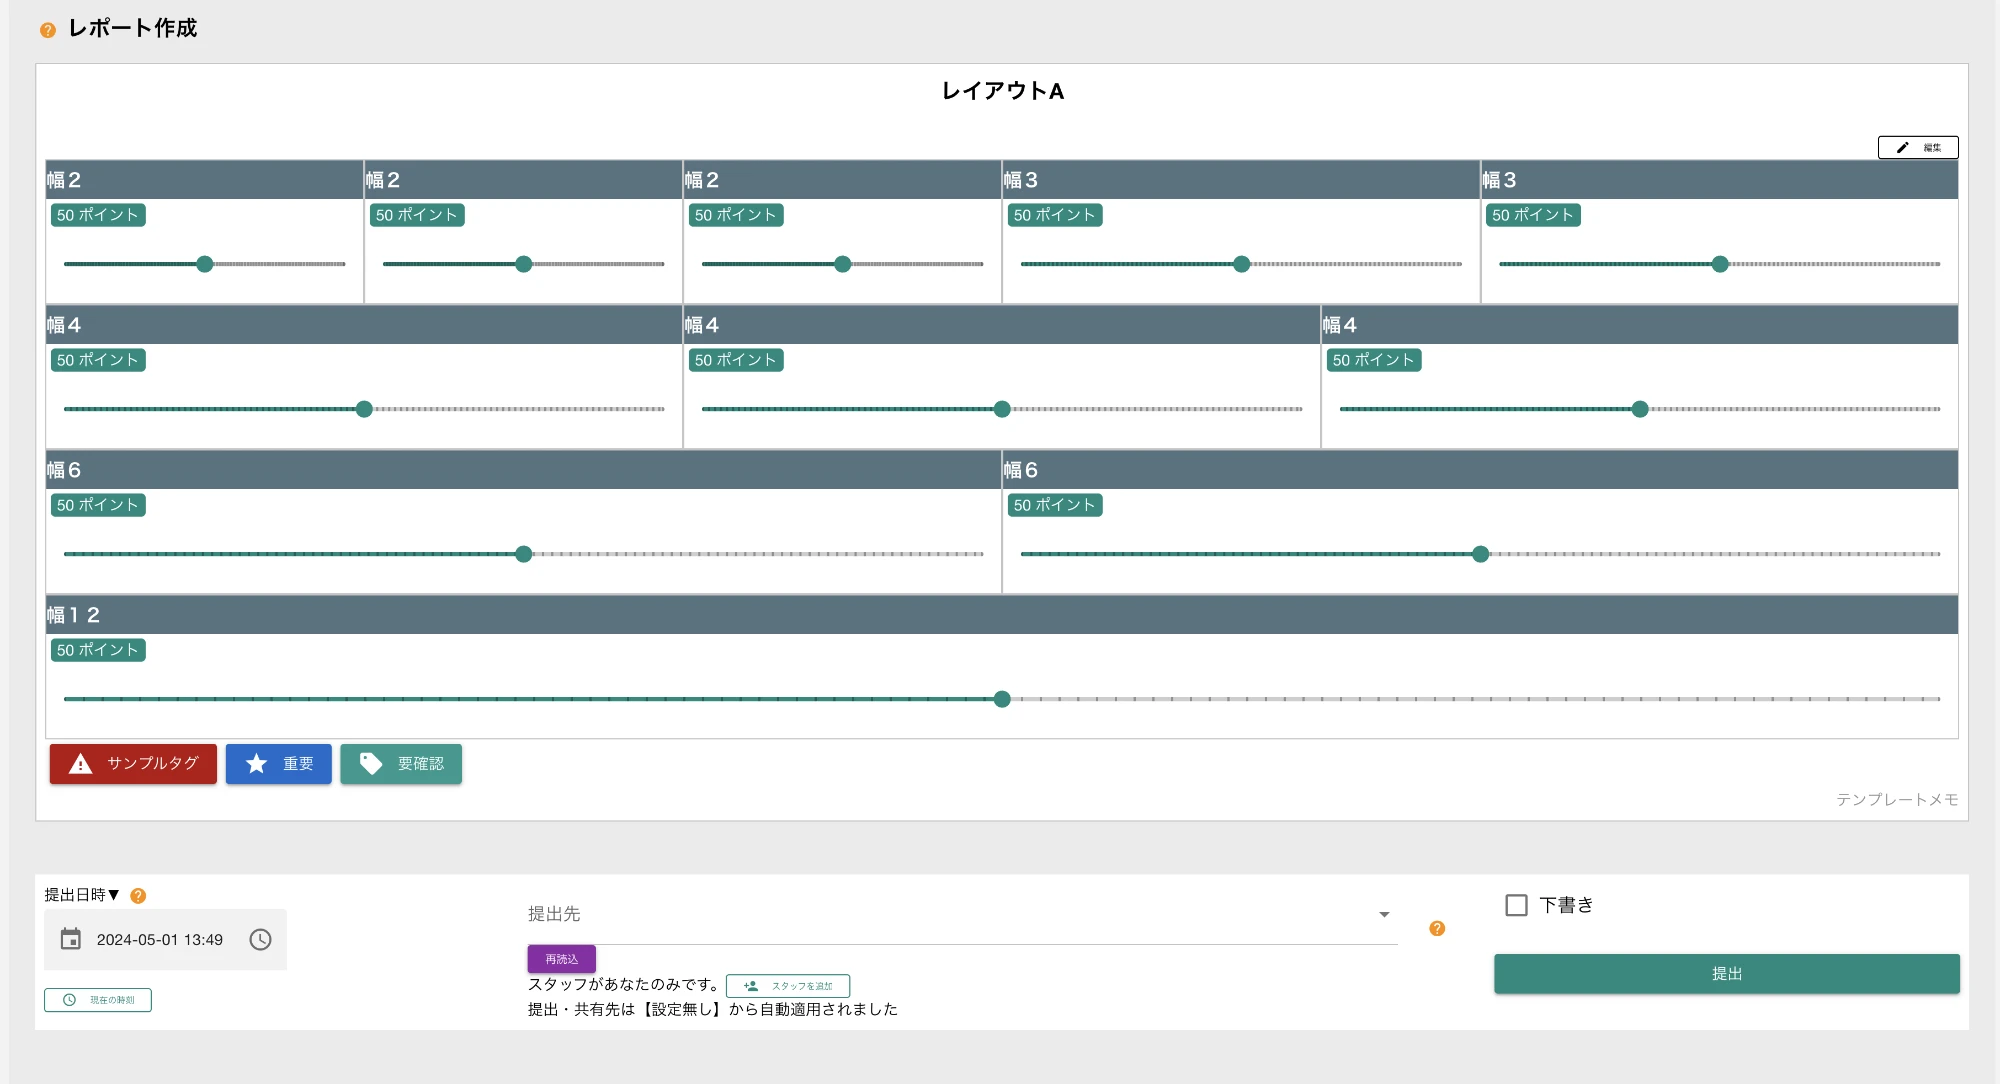 レポート作成
レイアウトA
編集
幅２ 幅２ 幅２ 幅３ 幅３
50 ポイント 50 ポイント 50 ポイント 50 ポイント 50 ポイント
幅４ 幅４ 幅４
50 ポイント 50 ポイント 50 ポイント
幅６ 幅６
50 ポイント 50 ポイント
幅１２
50 ポイント
サンプルタグ 重要 要確認
テンプレートメモ
提出日時▼ ?
2024-05-01 13:49
現在の時刻
提出先
再読込
スタッフがあなたのみです。 スタッフを追加
提出・共有先は【設定無し】から自動適用されました
下書き
提出